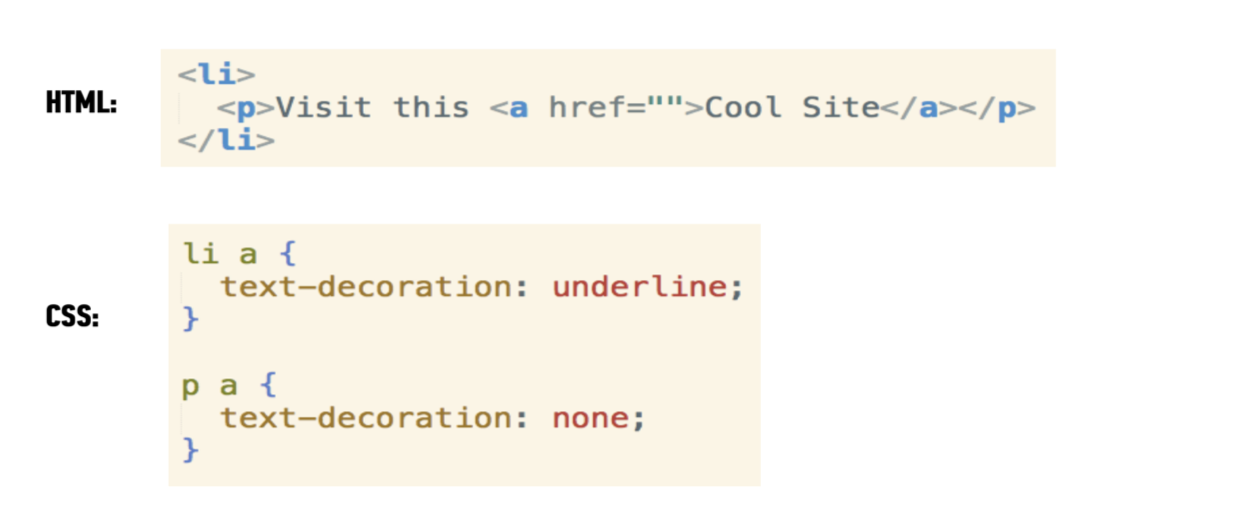 HTML:
<li>
<p>Visit this <a href="">Cool Site</a></p>
</li>
CSS:
li a {
text-decoration: underline;
}
p a {
text-decoration: none;
}